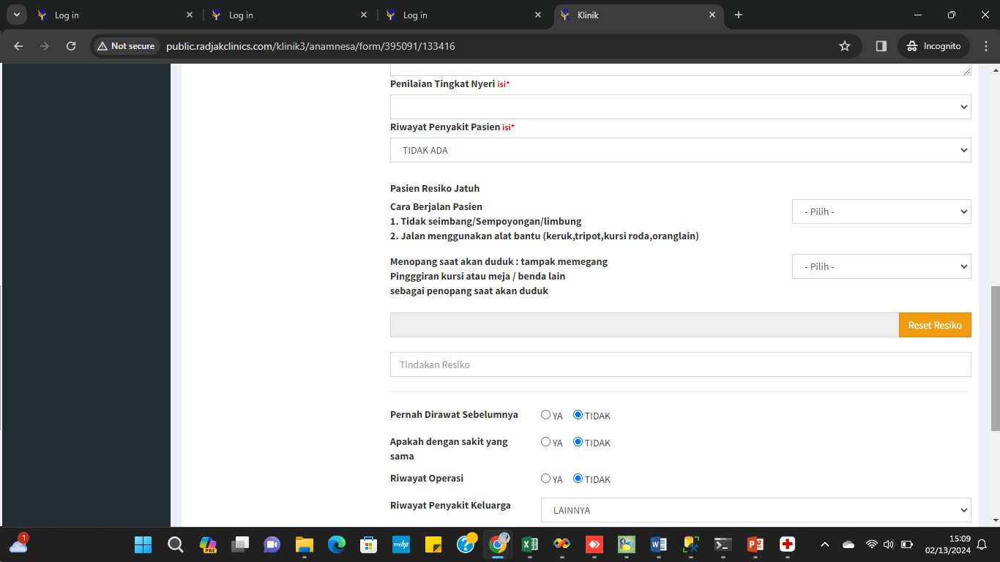 Log in
Log in
Log in
Klinik
Not secure
public.radjakclinics.com/klinik3/anamnesa/form/395091/133416
Incognito
Penilaian Tingkat Nyeri isi*
Riwayat Penyakit Pasien isi*
TIDAK ADA
Pasien Resiko Jatuh
Cara Berjalan Pasien
- Pilih -
1. Tidak seimbang/Sempoyongan/limbung
2. Jalan menggunakan alat bantu (keruk,tripot,kursi roda,oranglain)
Menopang saat akan duduk : tampak memegang
- Pilih -
Pingggiran kursi atau meja / benda lain
sebagai penopang saat akan duduk
Reset Resiko
Tindakan Resiko
Pernah Dirawat Sebelumnya YA TIDAK
Apakah dengan sakit yang YA TIDAK
sama
Riwayat Operasi YA TIDAK
Riwayat Penyakit Keluarga LAINNYA
1
PRE
myhp
15:09
02/13/2024